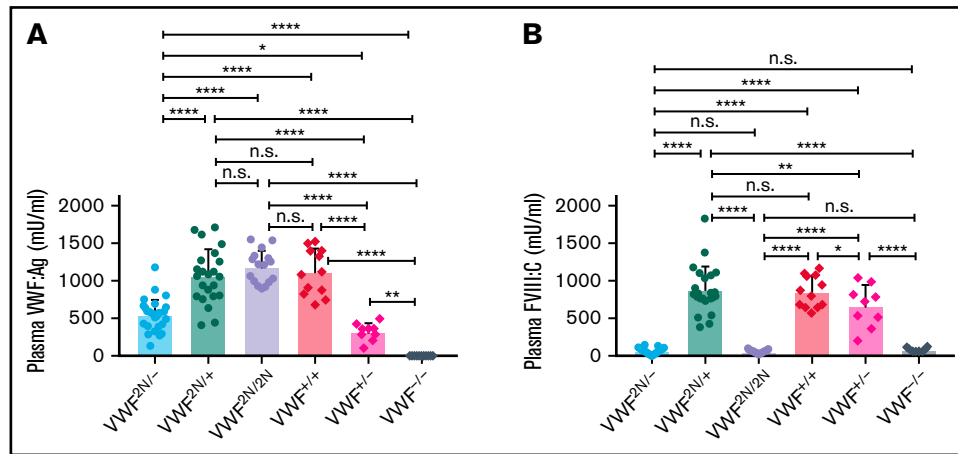 A
****
*
****
****
****
****
****
n.s.
n.s.
****
****
n.s.
****
****
**
Plasma VWF:Ag (mU/ml)
2000
1500
1000
500
0
VWF2N/-
VWF2N/+
VWF2N/2N
VWF+/+
VWF+/-
VWF-/-
B
n.s.
****
****
n.s.
****
****
**
n.s.
****
n.s.
****
****
*
****
Plasma FVIII:C (mU/ml)
2000
1500
1000
500
0
VWF2N/-
VWF2N/+
VWF2N/2N
VWF+/+
VWF+/-
VWF-/-